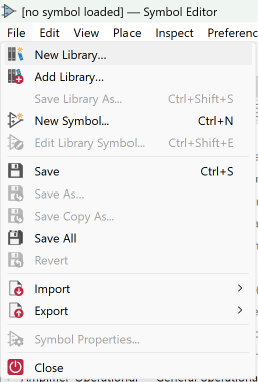 [no symbol loaded] — Symbol Editor
File Edit View Place Inspect Preferenc
New Library...
Add Library...
Save Library As... Ctrl+Shift+S
New Symbol... Ctrl+N
Edit Library Symbol... Ctrl+Shift+E
Save Ctrl+S
Save As...
Save Copy As...
Save All
Revert
Import
Export
Symbol Properties...
Close